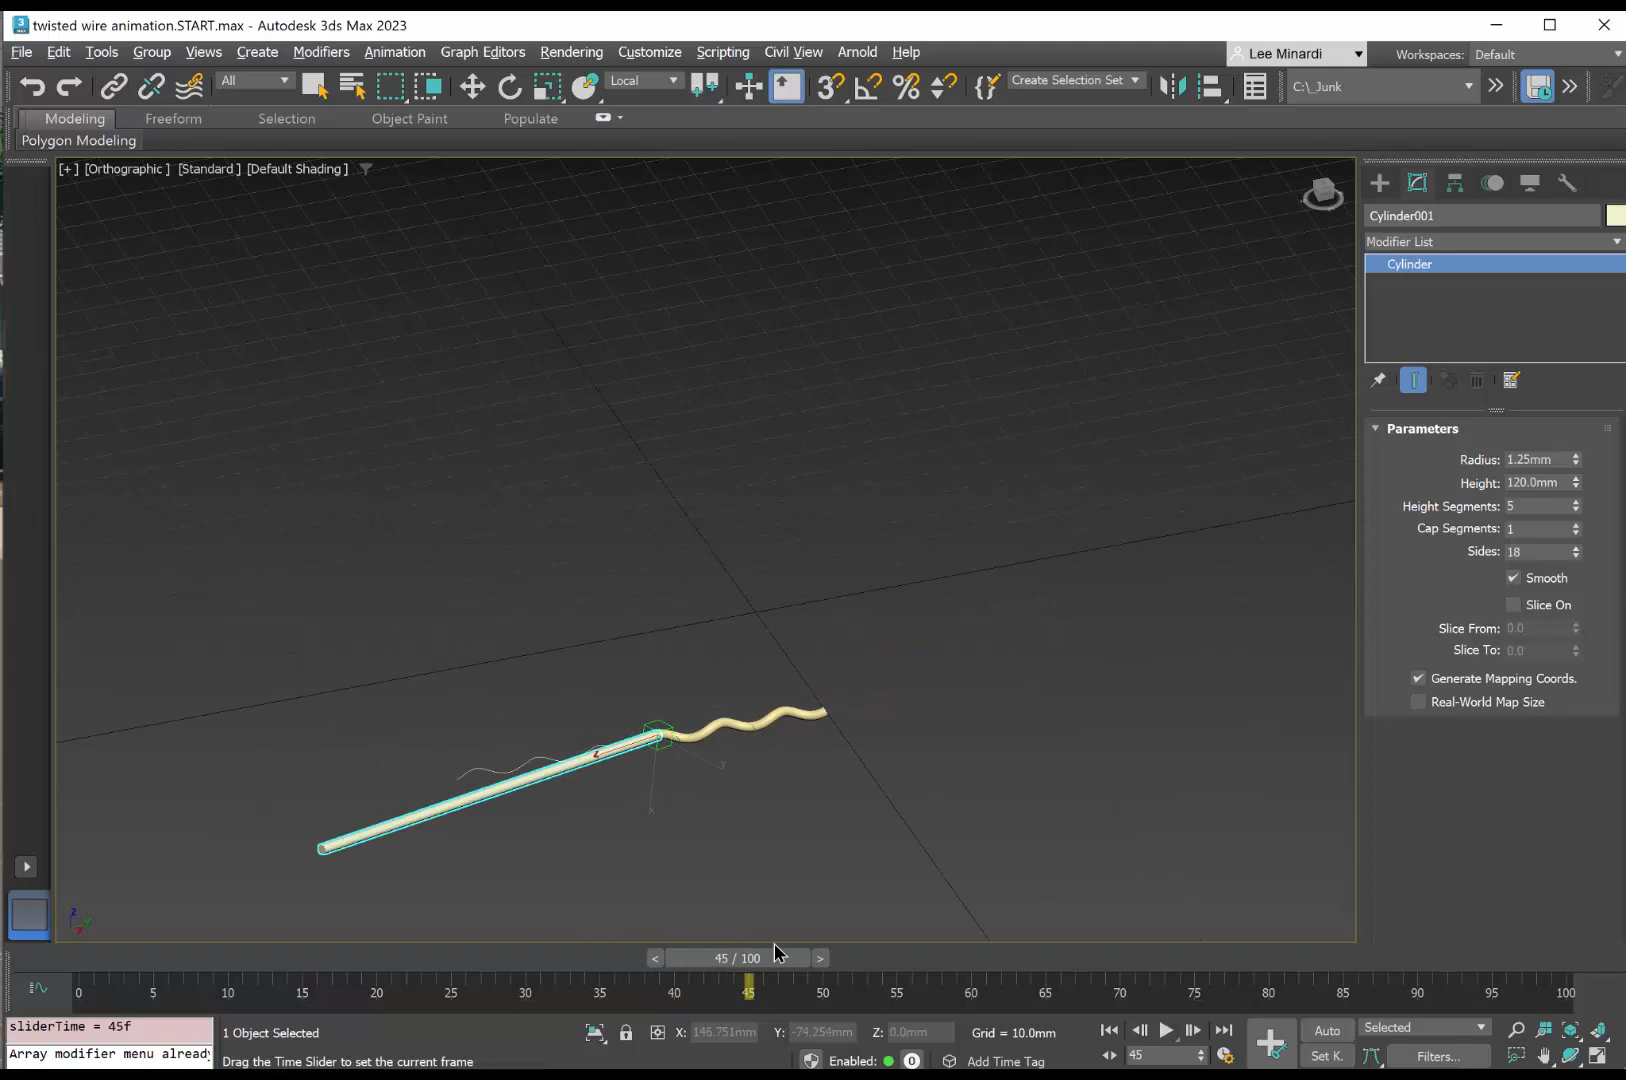 twisted wire animation.START.max - Autodesk 3ds Max 2023
File Edit Tools Group Views Create Modifiers Animation Graph Editors Rendering Customize Scripting Civil View Arnold Help Lee Minardi Workspaces: Default
All Local Create Selection Set C:\_Junk
Modeling Freeform Selection Object Paint Populate
Polygon Modeling
[+] [Orthographic] [Standard] [Default Shading]
Cylinder001
Modifier List
Cylinder
Parameters
Radius: 1.25mm
Height: 120.0mm
Height Segments: 5
Cap Segments: 1
Sides: 18
Smooth
Slice On
Slice From: 0.0
Slice To: 0.0
Generate Mapping Coords.
Real-World Map Size
z
y
x
z
y
x
< 45 / 100 >
0 5 10 15 20 25 30 35 40 45 50 55 60 65 70 75 80 85 90 95 100
sliderTime = 45f 1 Object Selected X: 146.751mm Y: -74.254mm Z: 0.0mm Grid = 10.0mm Auto Selected
Array modifier menu already Drag the Time Slider to set the current frame Enabled: 0 Add Time Tag 45 Set K. Filters...